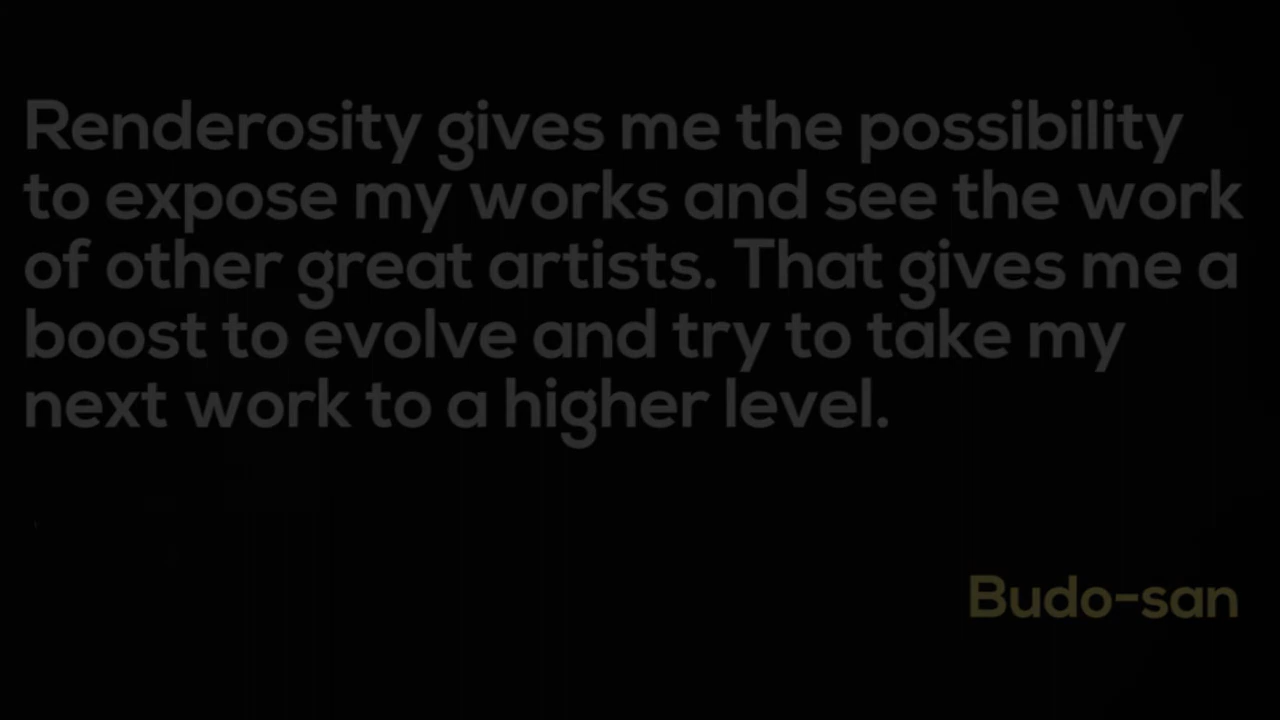 Renderosity gives me the possibility
to expose my works and see the work
of other great artists. That gives me a
boost to evolve and try to take my
next work to a higher level.
Budo-san